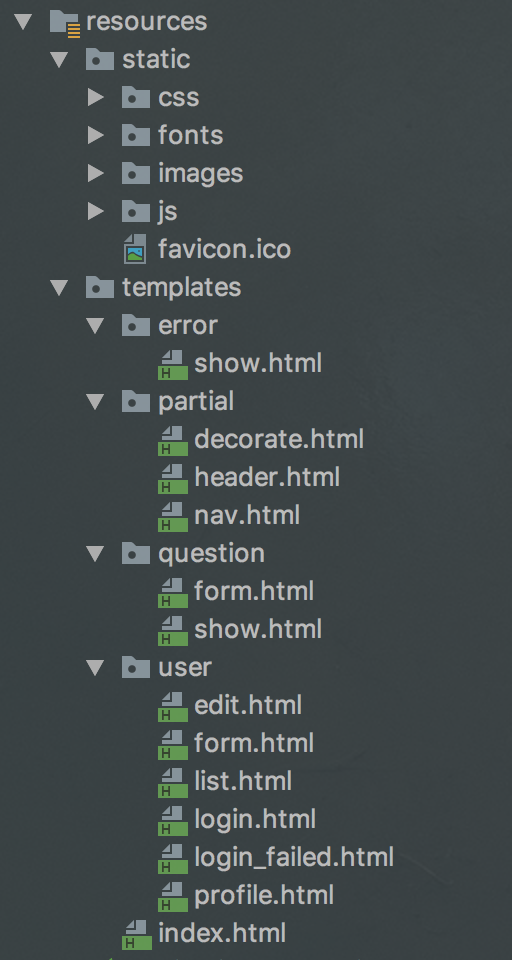 resources
static
css
fonts
images
js
favicon.ico
templates
error
show.html
partial
decorate.html
header.html
nav.html
question
form.html
show.html
user
edit.html
form.html
list.html
login.html
login_failed.html
profile.html
index.html